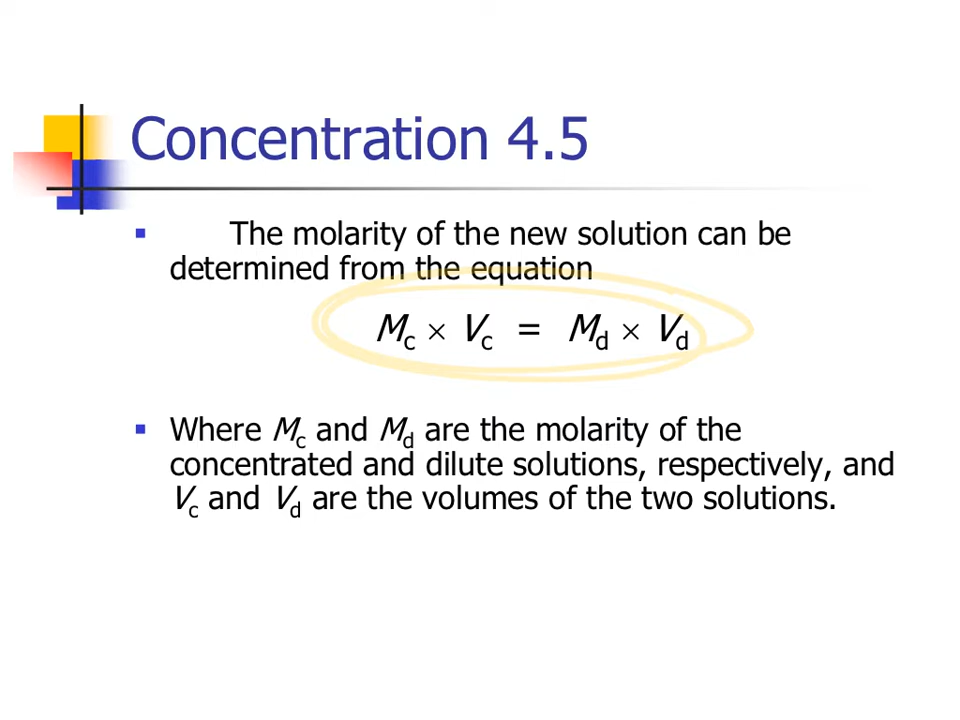 Concentration 4.5
▪ The molarity of the new solution can be
determined from the equation
Mc × Vc = Md × Vd
▪ Where Mc and Md are the molarity of the
concentrated and dilute solutions, respectively, and
Vc and Vd are the volumes of the two solutions.